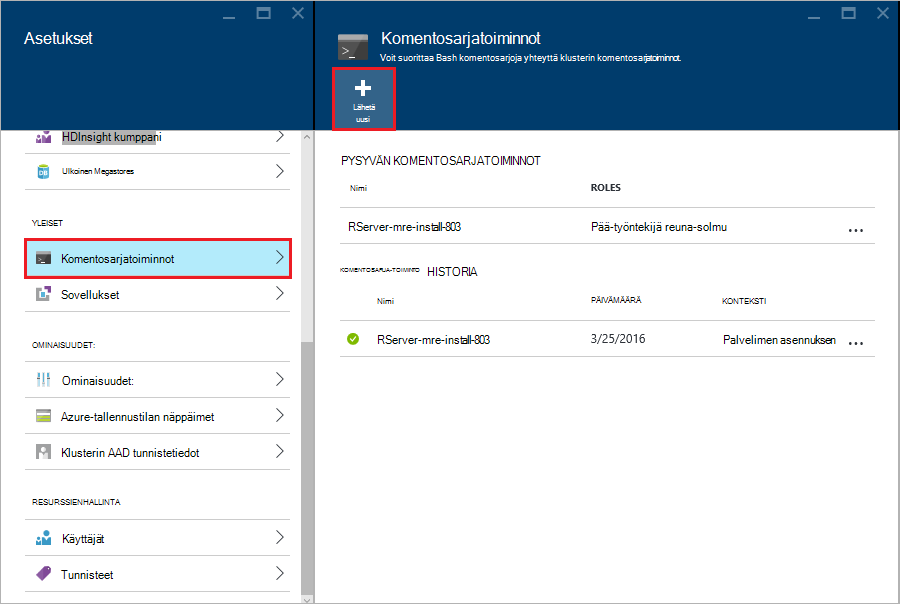 Asetukset
HDInsight kumppani
Ulkoinen Megastores
YLEISET
Komentosarjatoiminnot
Sovellukset
OMINAISUUDET:
Ominaisuudet:
Azure-tallennustilan näppäimet
Klusterin AAD tunnistetiedot
RESURSSIENHALLINTA
Käyttäjät
Tunnisteet
Komentosarjatoiminnot
Voit suorittaa Bash komentosarjoja yhteyttä klusterin komentosarjatoiminnot.
Lähetä
uusi
PYSYVÄN KOMENTOSARJATOIMINNOT
Nimi ROLES
RServer-mre-install-803 Pää-työntekijä reuna-solmu ...
KOMENTOSARJA-TOIMINTO HISTORIA
Nimi PÄIVÄMÄÄRÄ KONTEKSTI
RServer-mre-install-803 3/25/2016 Palvelimen asennuksen ...